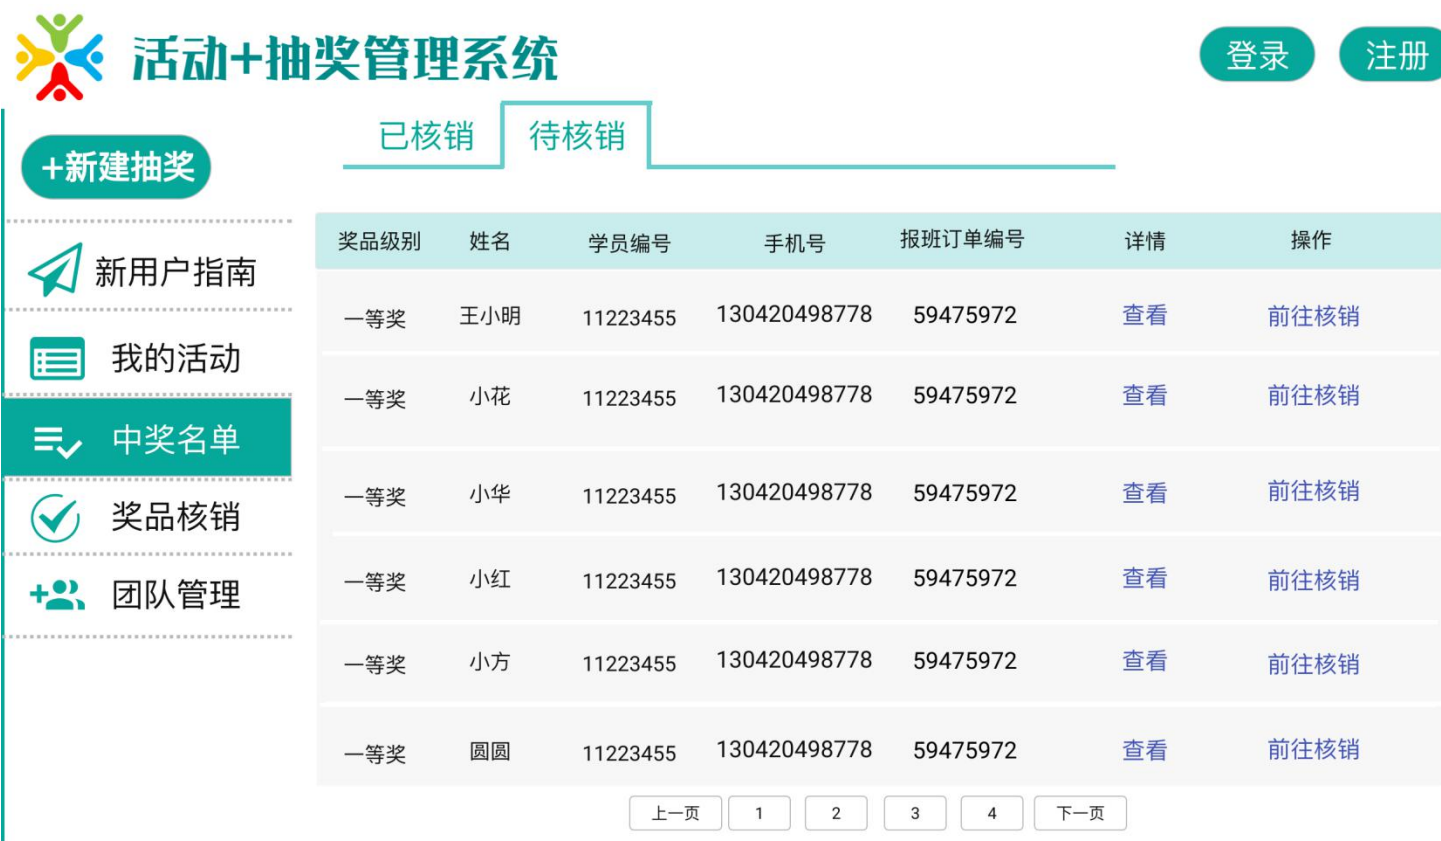 活动+抽奖管理系统
登录 注册
已核销 待核销
+新建抽奖
新用户指南
我的活动
中奖名单
奖品核销
团队管理
奖品级别 姓名 学员编号 手机号 报班订单编号 详情 操作
一等奖 王小明 11223455 130420498778 59475972 查看 前往核销
一等奖 小花 11223455 130420498778 59475972 查看 前往核销
一等奖 小华 11223455 130420498778 59475972 查看 前往核销
一等奖 小红 11223455 130420498778 59475972 查看 前往核销
一等奖 小方 11223455 130420498778 59475972 查看 前往核销
一等奖 圆圆 11223455 130420498778 59475972 查看 前往核销
上一页 1 2 3 4 下一页